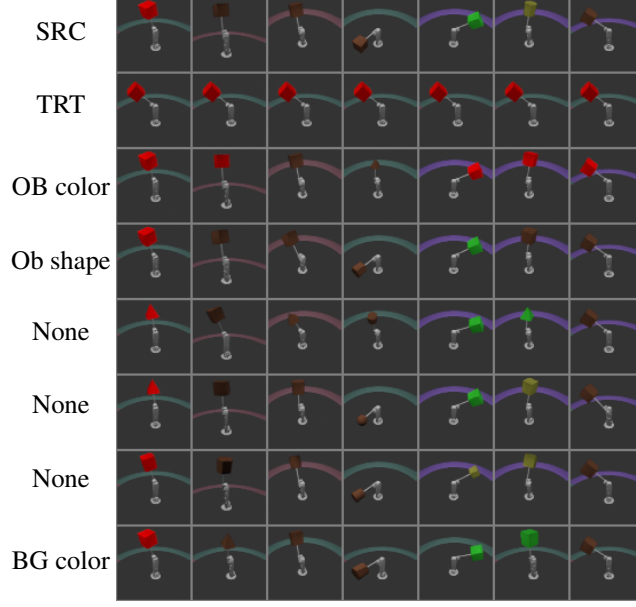 SRC
TRT
OB color
Ob shape
None
None
None
BG color